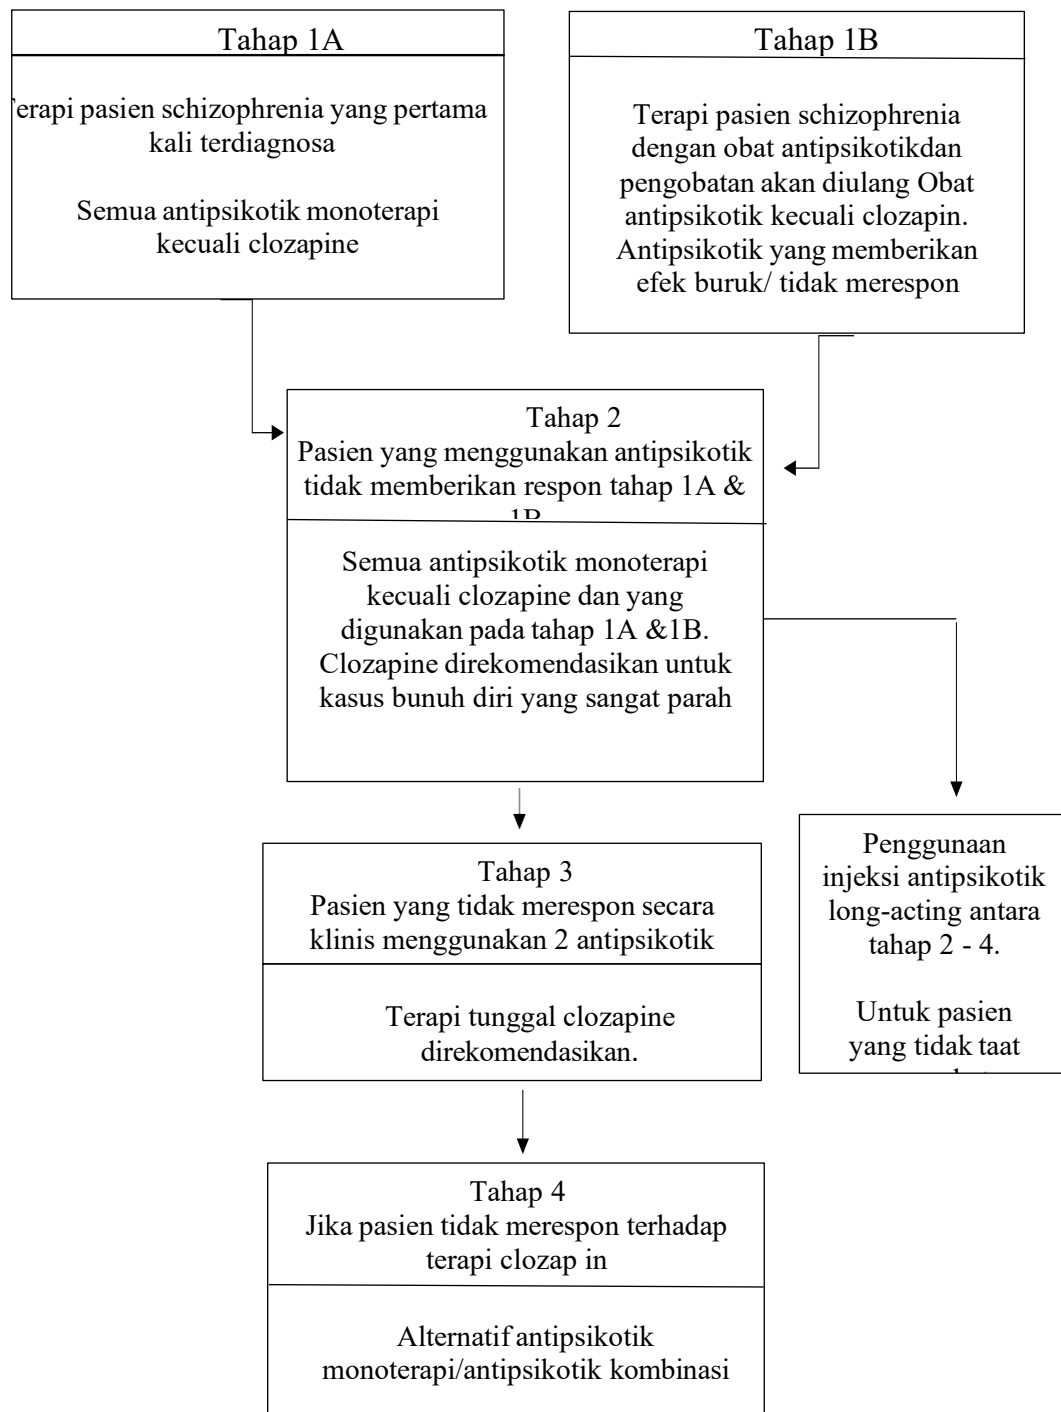 Tahap 1A
erapi pasien schizophrenia yang pertama
kali terdiagnosa
Semua antipsikotik monoterapi
kecuali clozapine
Tahap 1B
Terapi pasien schizophrenia
dengan obat antipsikotikdan
pengobatan akan diulang Obat
antipsikotik kecuali clozapin.
Antipsikotik yang memberikan
efek buruk/ tidak merespon
Tahap 2
Pasien yang menggunakan antipsikotik
tidak memberikan respon tahap 1A &
1B
Semua antipsikotik monoterapi
kecuali clozapine dan yang
digunakan pada tahap 1A &1B.
Clozapine direkomendasikan untuk
kasus bunuh diri yang sangat parah
Tahap 3
Pasien yang tidak merespon secara
klinis menggunakan 2 antipsikotik
Terapi tunggal clozapine
direkomendasikan.
Penggunaan
injeksi antipsikotik
long-acting antara
tahap 2 - 4.
Untuk pasien
yang tidak taat
Tahap 4
Jika pasien tidak merespon terhadap
terapi clozap in
Alternatif antipsikotik
monoterapi/antipsikotik kombinasi